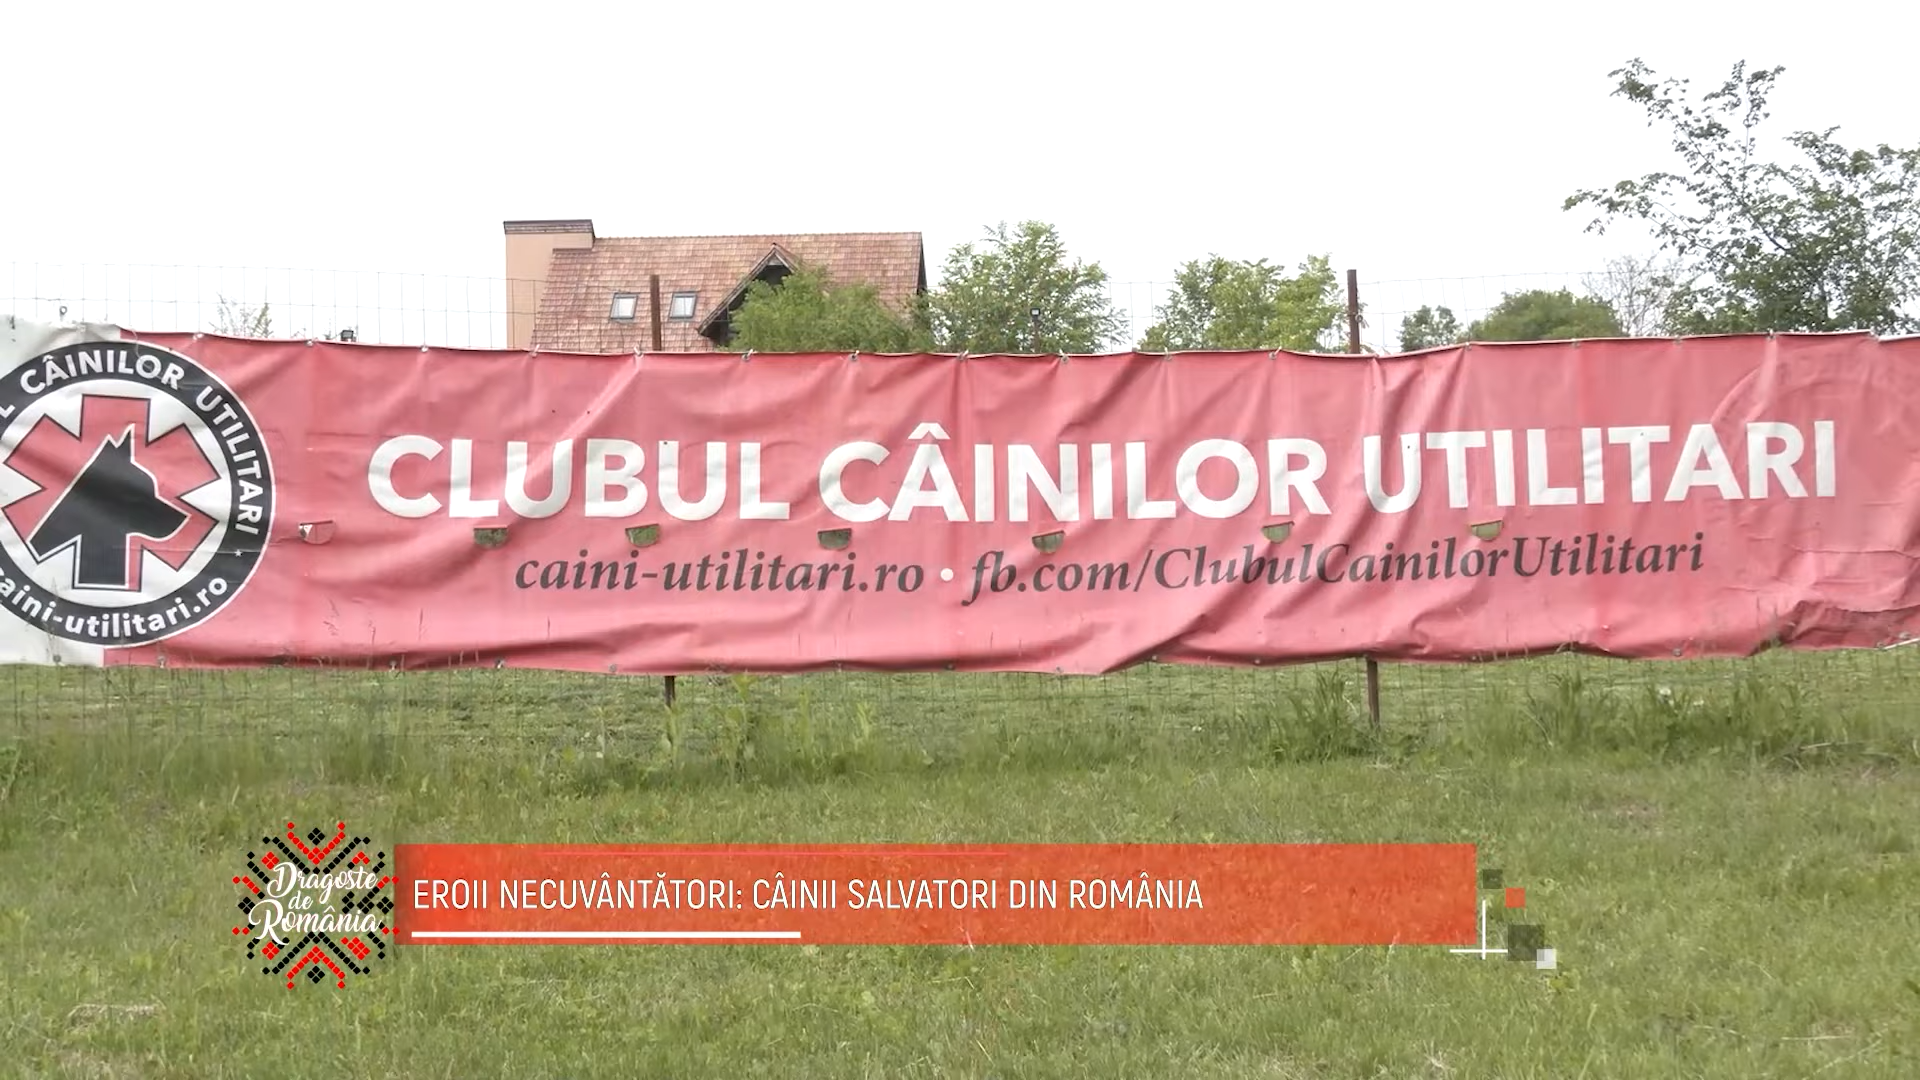 CÂINILOR UTILITARI
caini-utilitari.ro
CLUBUL CÂINILOR UTILITARI
caini-utilitari.ro • fb.com/ClubulCainilorUtilitari
Dragoste
de
România
EROII NECUVÂNTĂTORI: CÂINII SALVATORI DIN ROMÂNIA